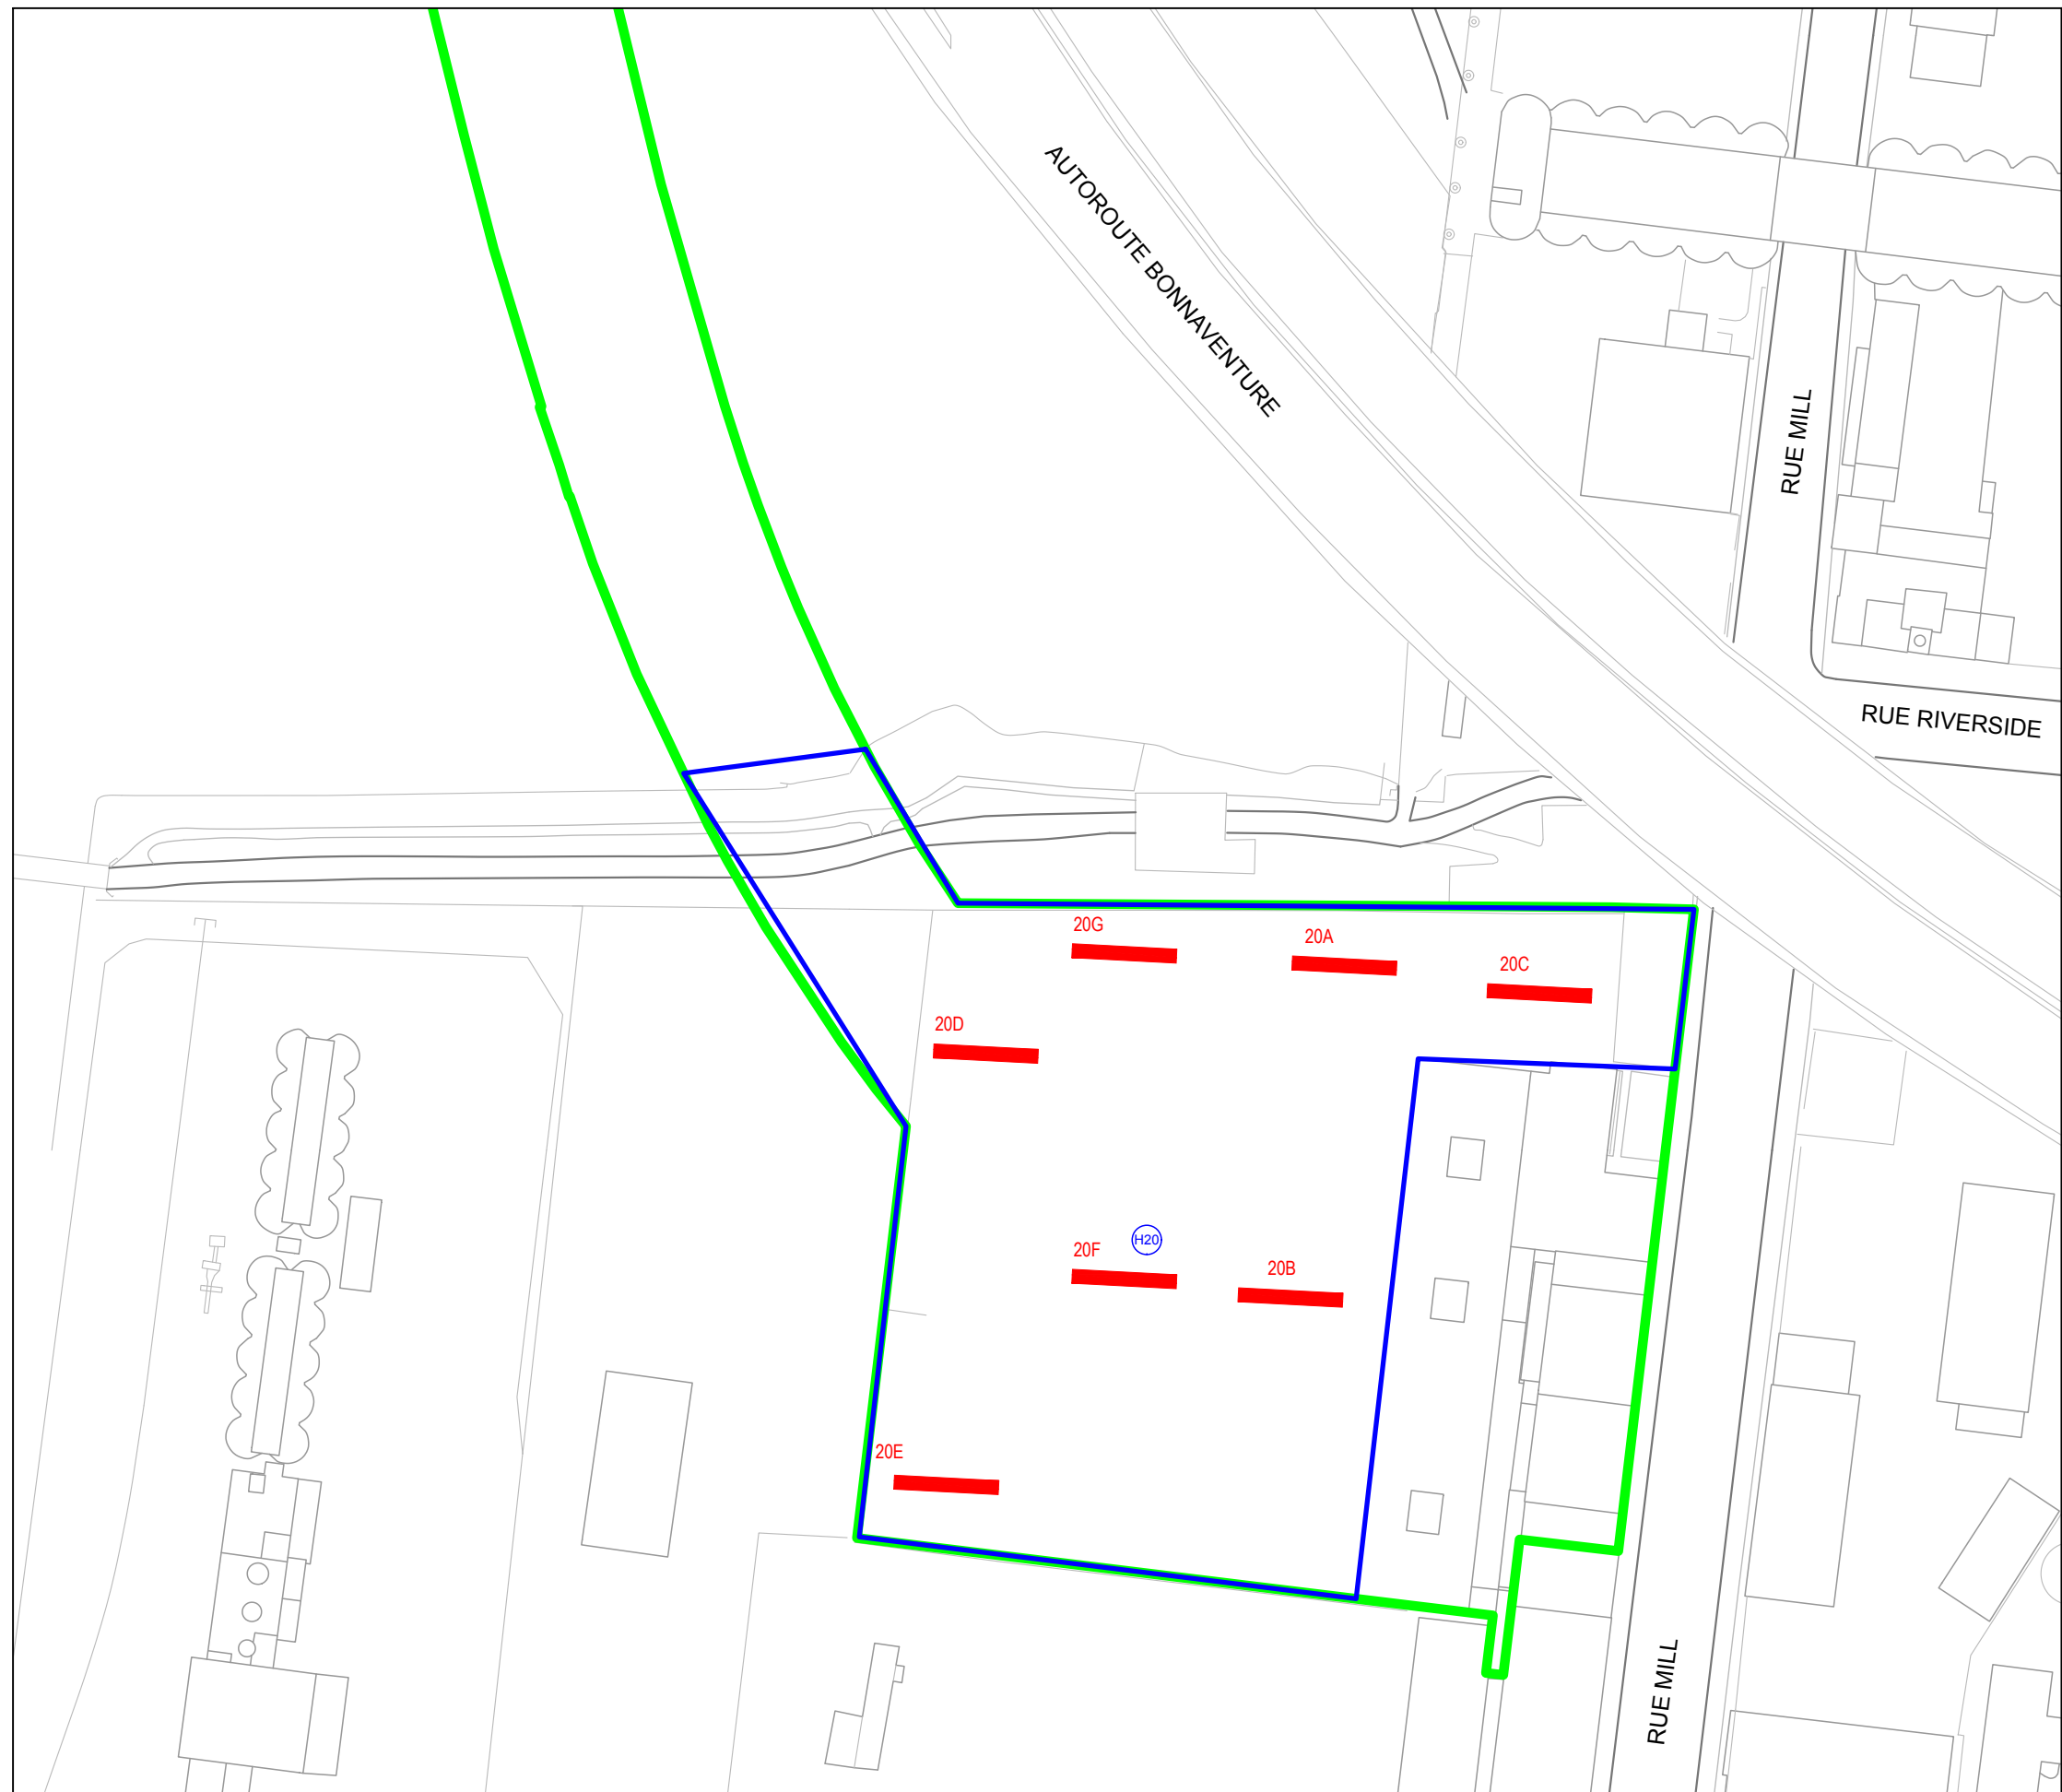 AUTOROUTE BONNAVENTURE
RUE MILL
RUE RIVERSIDE
20G
20A
20C
20D
H20
20F
20B
20E
RUE MILL